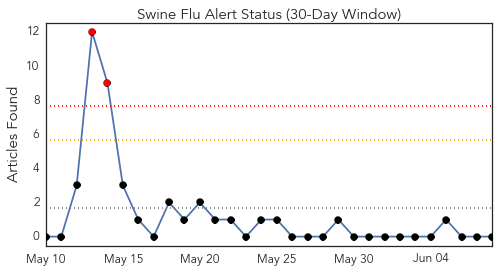 Swine Flu Alert Status (30-Day Window)
Articles Found
12
10
8
6
4
2
0
May 10 May 15 May 20 May 25 May 30 Jun 04